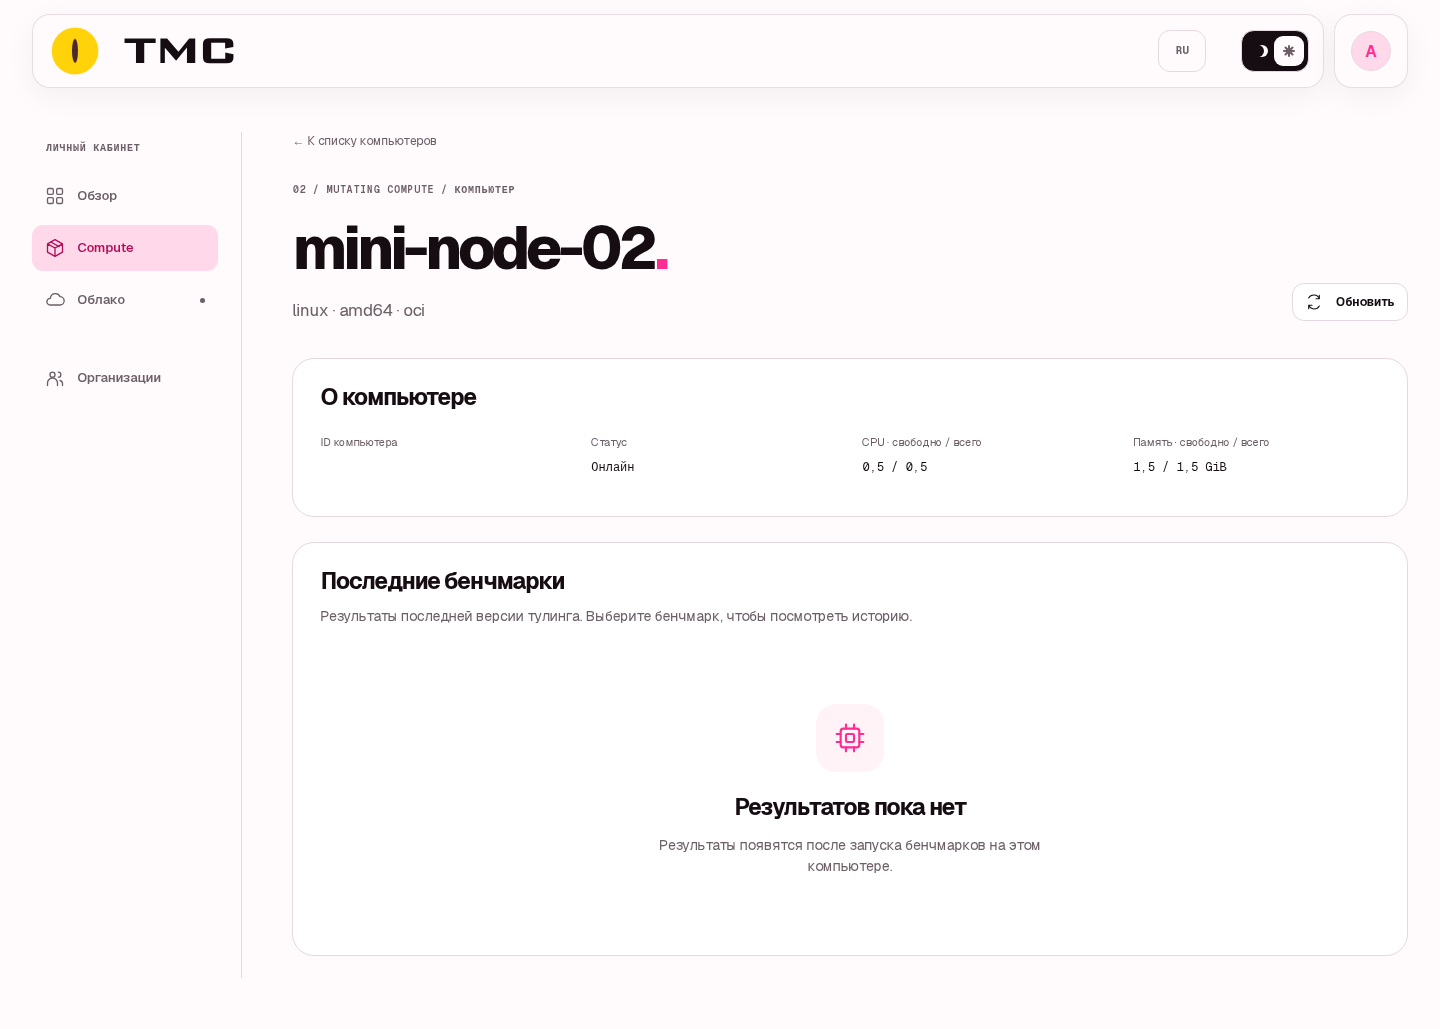 TMC
RU
A
ЛИЧНЫЙ КАБИНЕТ
Обзор
Compute
Облако
Организации
← К списку компьютеров
02 / MUTATING COMPUTE / КОМПЬЮТЕР
mini-node-02.
linux · amd64 · oci
Обновить
О компьютере
ID компьютера
Статус
CPU · свободно / всего
Память · свободно / всего
Онлайн
0,5 / 0,5
1,5 / 1,5 GiB
Последние бенчмарки
Результаты последней версии тулинга. Выберите бенчмарк, чтобы посмотреть историю.
Результатов пока нет
Результаты появятся после запуска бенчмарков на этом
компьютере.